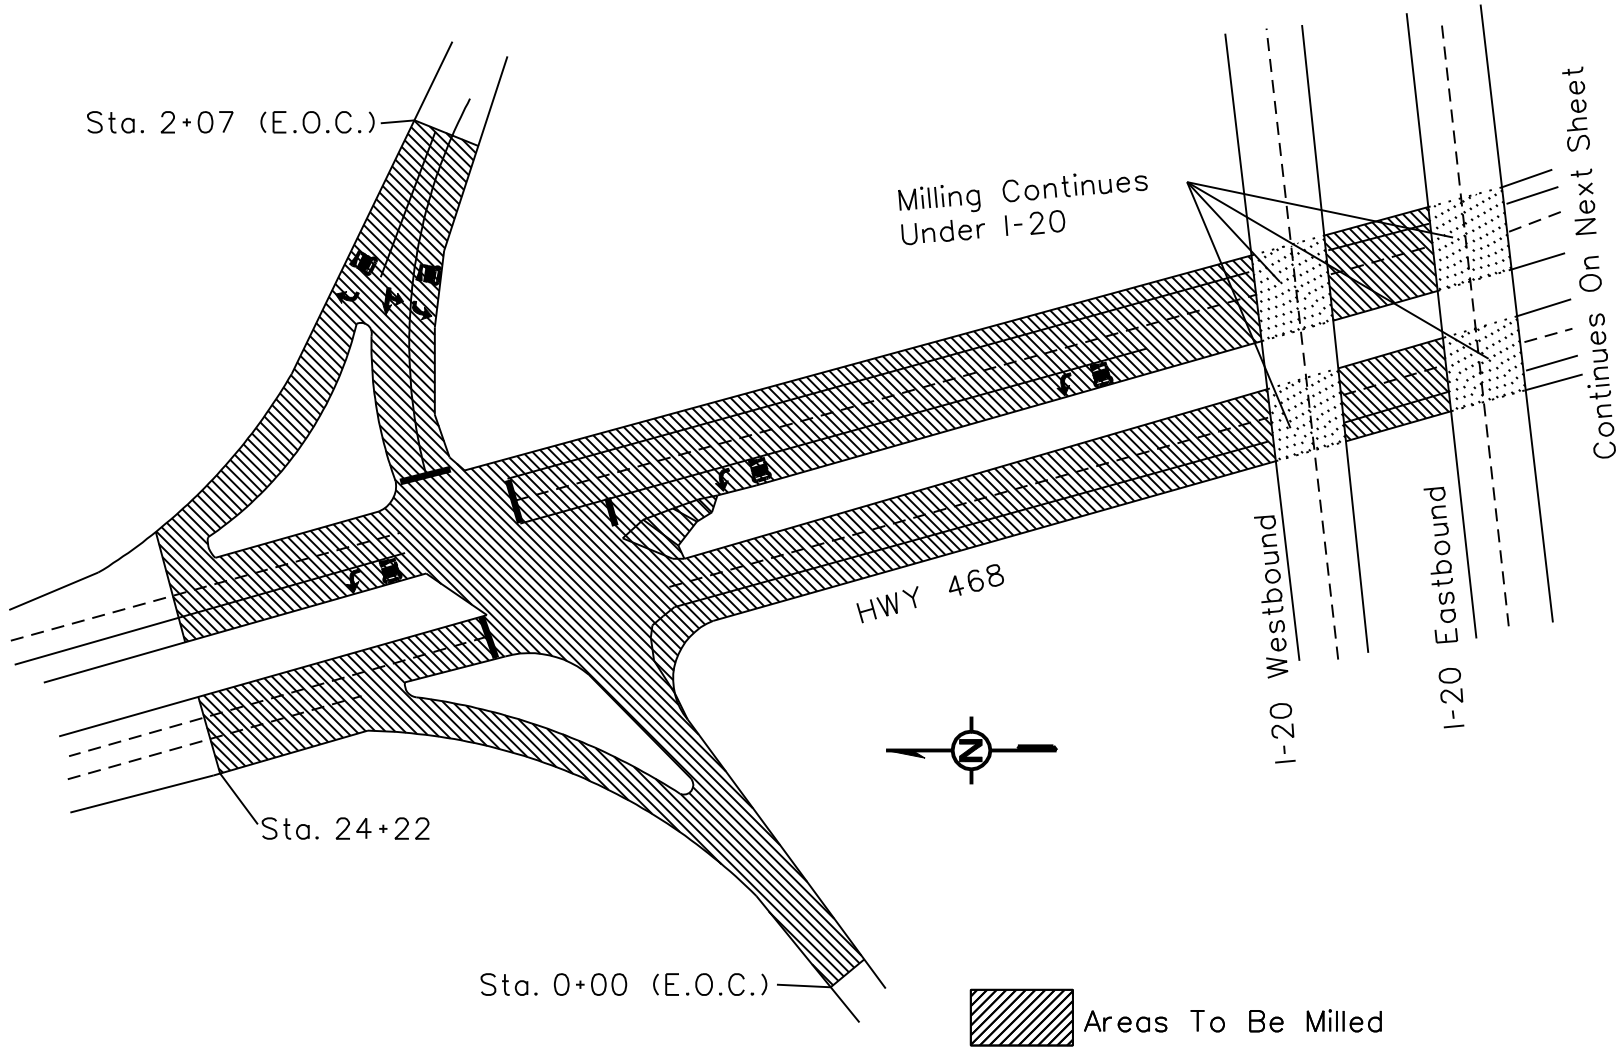 Sta. 2+07 (E.O.C.)
Milling Continues
Under I-20
Continues On Next Sheet
HWY 468
I-20 Westbound
I-20 Eastbound
N
Sta. 24+22
Sta. 0+00 (E.O.C.)
Areas To Be Milled